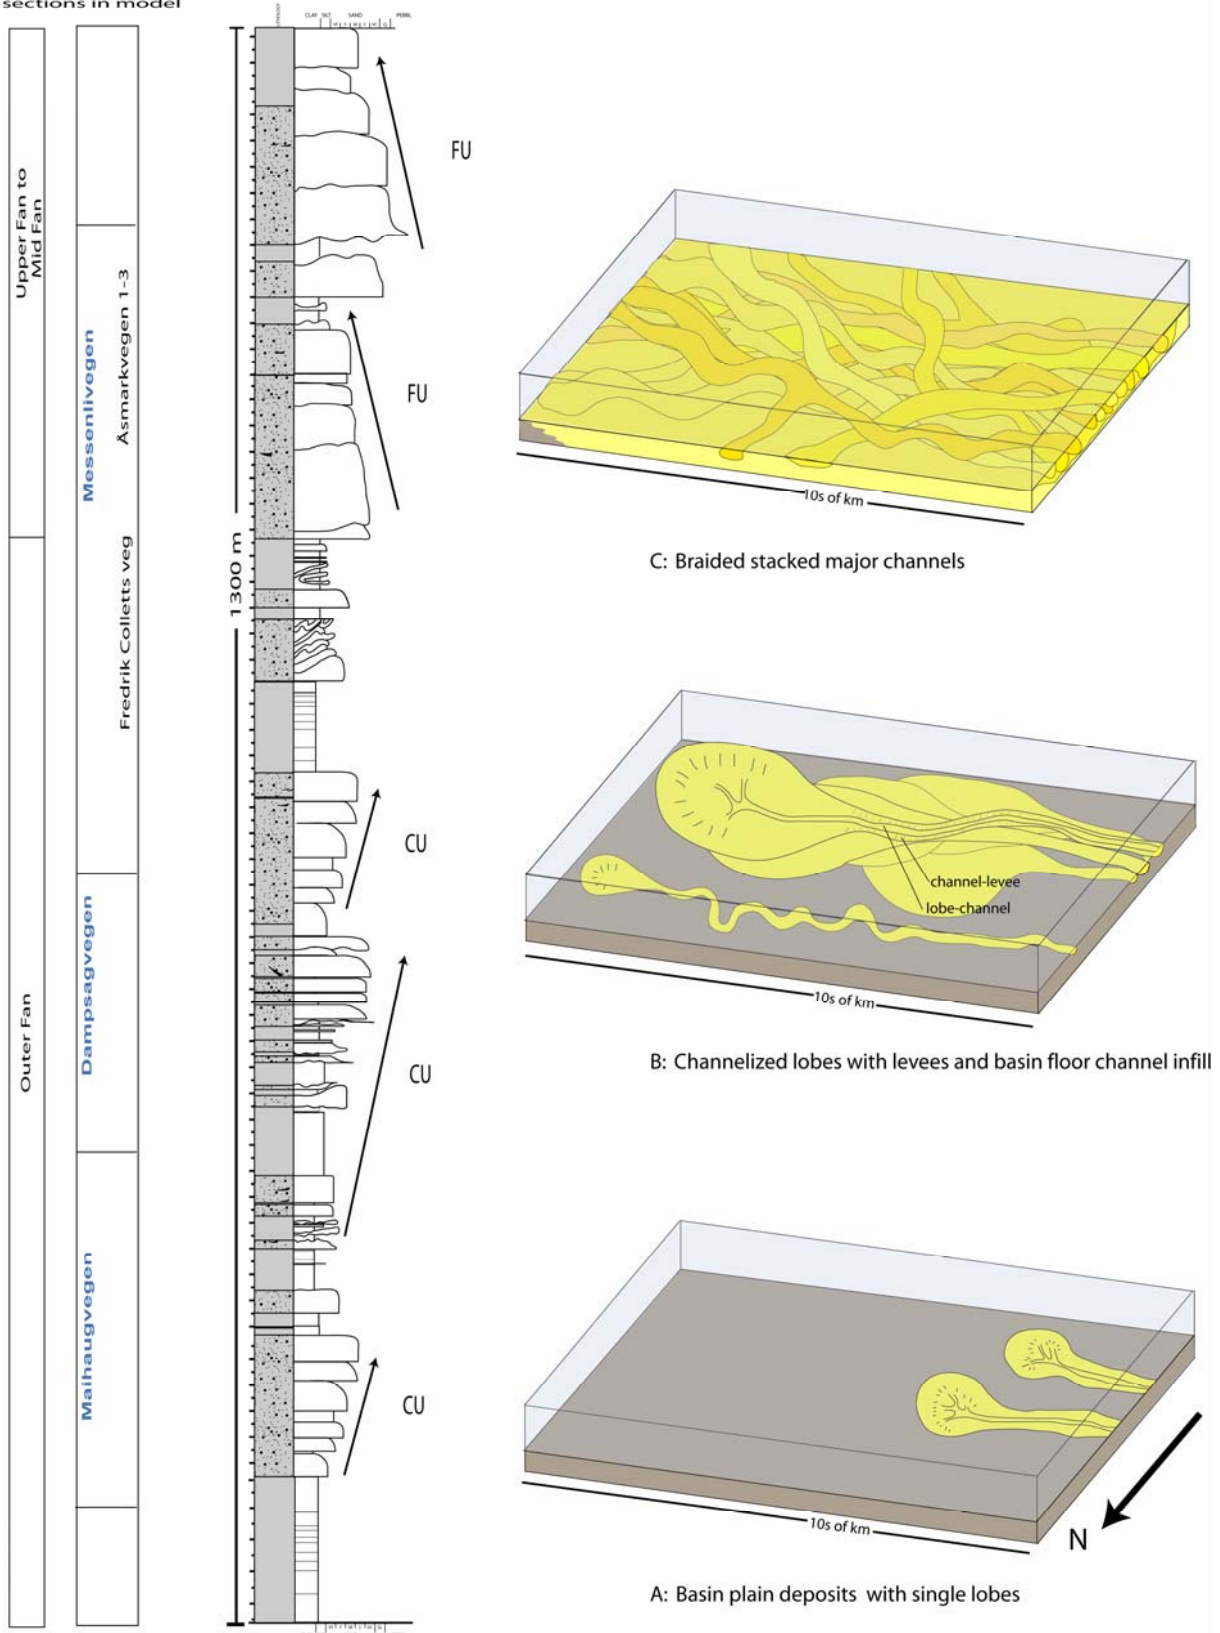 sections in model
LITHOLOGY
CLAY SILT SAND PEBBL.
VF F M C VC G
Upper Fan to
Mid Fan
Outer Fan
Messenlivegen
Åsmarkvegen 1-3
Fredrik Colletts veg
Dampsagvegen
Maihaugvegen
1300 m
FU
FU
CU
CU
CU
10s of km
C: Braided stacked major channels
channel-levee
lobe-channel
10s of km
B: Channelized lobes with levees and basin floor channel infill
10s of km
N
A: Basin plain deposits with single lobes